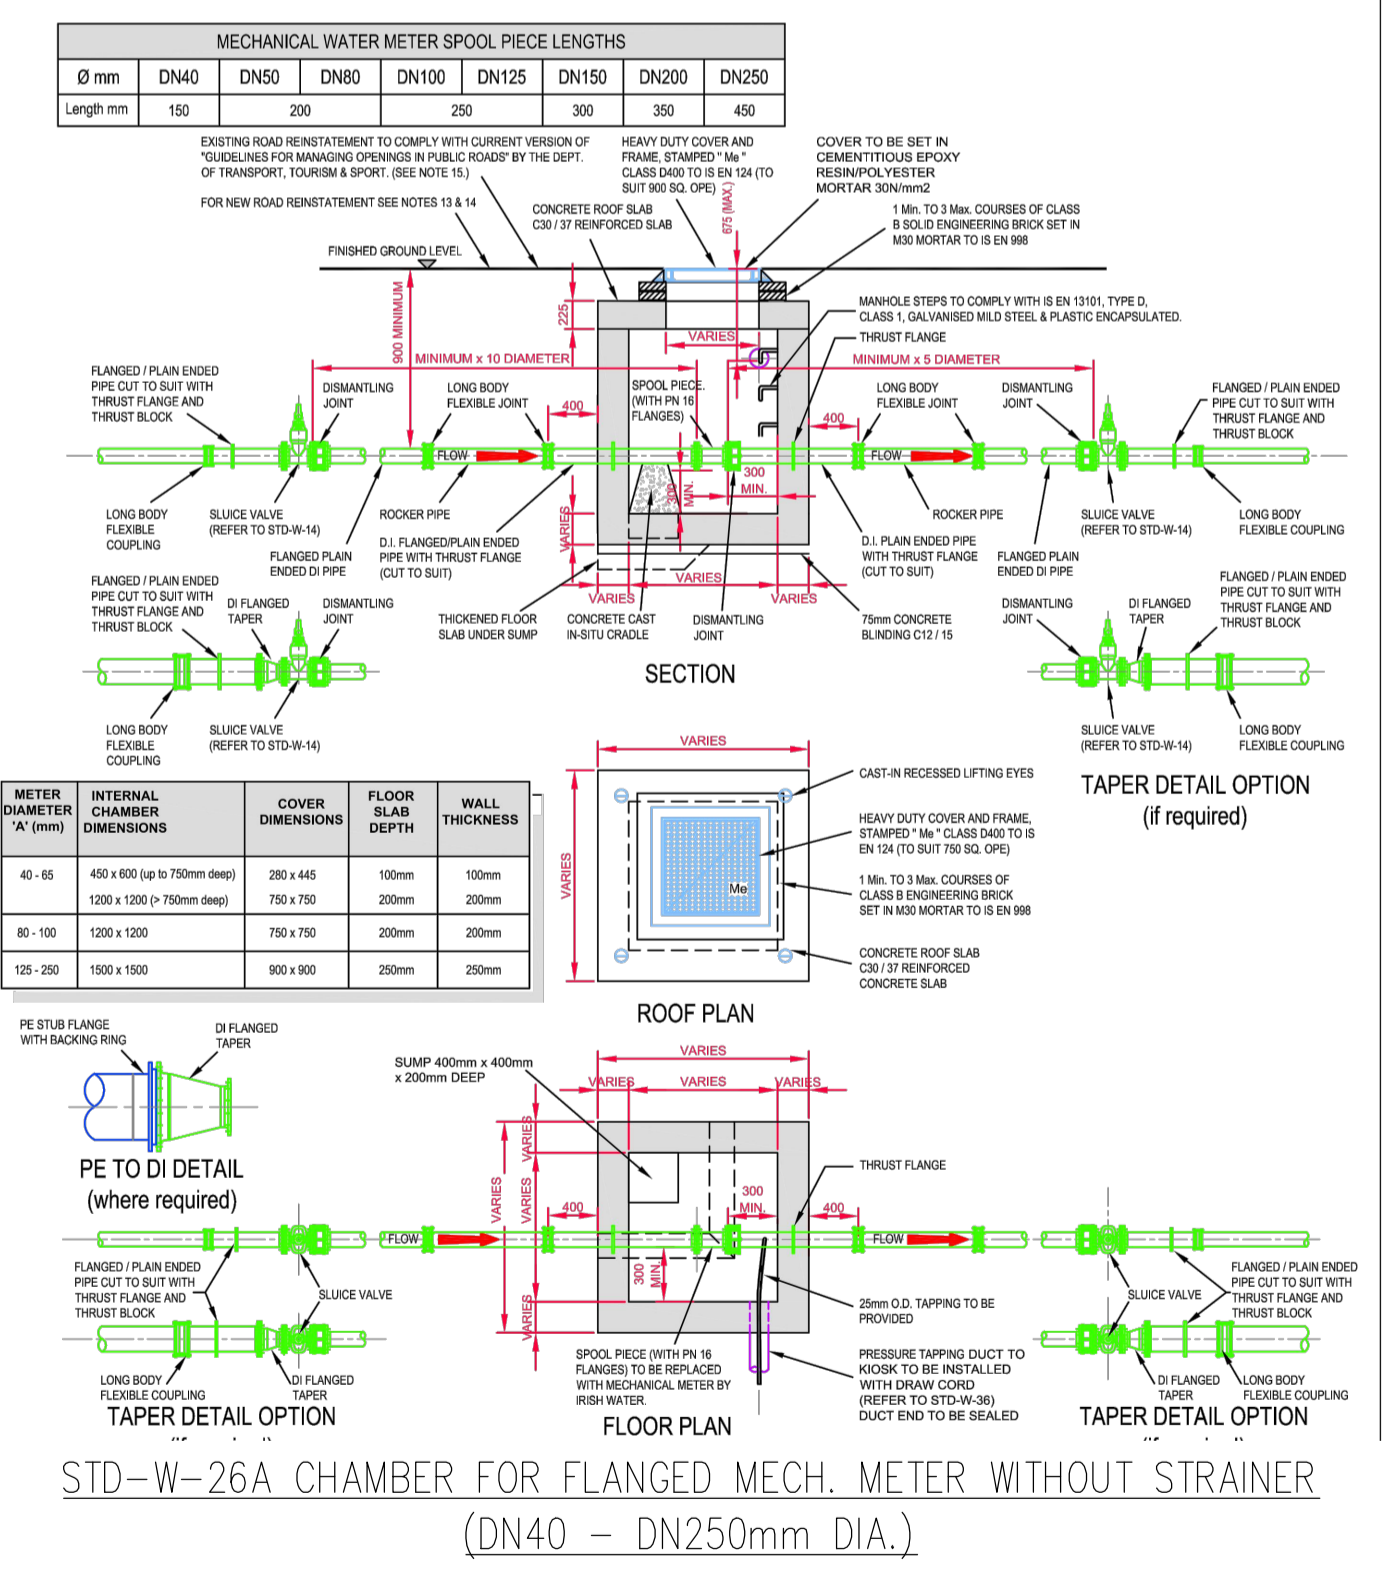 MECHANICAL WATER METER SPOOL PIECE LENGTHS
Ø mm DN40 DN50 DN80 DN100 DN125 DN150 DN200 DN250
Length mm 150 200 250 300 350 450
EXISTING ROAD REINSTATEMENT TO COMPLY WITH CURRENT VERSION OF
"GUIDELINES FOR MANAGING OPENINGS IN PUBLIC ROADS" BY THE DEPT.
OF TRANSPORT, TOURISM & SPORT. (SEE NOTE 15.)
FOR NEW ROAD REINSTATEMENT SEE NOTES 13 & 14
HEAVY DUTY COVER AND
FRAME, STAMPED " Me "
CLASS D400 TO IS EN 124 (TO
SUIT 900 SQ. OPE)
COVER TO BE SET IN
CEMENTITIOUS EPOXY
RESIN/POLYESTER
MORTAR 30N/mm2
CONCRETE ROOF SLAB
C30 / 37 REINFORCED SLAB
675 (MAX.)
1 Min. TO 3 Max. COURSES OF CLASS
B SOLID ENGINEERING BRICK SET IN
M30 MORTAR TO IS EN 998
FINISHED GROUND LEVEL
900 MINIMUM
225
VARIES
MANHOLE STEPS TO COMPLY WITH IS EN 13101, TYPE D,
CLASS 1, GALVANISED MILD STEEL & PLASTIC ENCAPSULATED.
THRUST FLANGE
MINIMUM x 10 DIAMETER
MINIMUM x 5 DIAMETER
FLANGED / PLAIN ENDED
PIPE CUT TO SUIT WITH
THRUST FLANGE AND
THRUST BLOCK
DISMANTLING
JOINT
LONG BODY
FLEXIBLE JOINT
400
SPOOL PIECE.
(WITH PN 16
FLANGES)
400
LONG BODY
FLEXIBLE JOINT
DISMANTLING
JOINT
FLANGED / PLAIN ENDED
PIPE CUT TO SUIT WITH
THRUST FLANGE AND
THRUST BLOCK
FLOW
FLOW
300
MIN.
300
MIN.
LONG BODY
FLEXIBLE
COUPLING
SLUICE VALVE
(REFER TO STD-W-14)
FLANGED PLAIN
ENDED DI PIPE
ROCKER PIPE
D.I. FLANGED/PLAIN ENDED
PIPE WITH THRUST FLANGE
(CUT TO SUIT)
VARIES
VARIES
VARIES
VARIES
ROCKER PIPE
D.I. PLAIN ENDED PIPE
WITH THRUST FLANGE
(CUT TO SUIT)
FLANGED PLAIN
ENDED DI PIPE
SLUICE VALVE
(REFER TO STD-W-14)
LONG BODY
FLEXIBLE COUPLING
THICKENED FLOOR
SLAB UNDER SUMP
CONCRETE CAST
IN-SITU CRADLE
DISMANTLING
JOINT
75mm CONCRETE
BLINDING C12 / 15
SECTION
FLANGED / PLAIN ENDED
PIPE CUT TO SUIT WITH
THRUST FLANGE AND
THRUST BLOCK
DI FLANGED
TAPER
DISMANTLING
JOINT
LONG BODY
FLEXIBLE
COUPLING
SLUICE VALVE
(REFER TO STD-W-14)
DISMANTLING
JOINT
DI FLANGED
TAPER
FLANGED / PLAIN ENDED
PIPE CUT TO SUIT WITH
THRUST FLANGE AND
THRUST BLOCK
SLUICE VALVE
(REFER TO STD-W-14)
LONG BODY
FLEXIBLE COUPLING
TAPER DETAIL OPTION
(if required)
METER DIAMETER 'A' (mm) INTERNAL CHAMBER DIMENSIONS COVER DIMENSIONS FLOOR SLAB DEPTH WALL THICKNESS
40 - 65 450 x 600 (up to 750mm deep) 280 x 445 100mm 100mm
1200 x 1200 (> 750mm deep) 750 x 750 200mm 200mm
80 - 100 1200 x 1200 750 x 750 200mm 200mm
125 - 250 1500 x 1500 900 x 900 250mm 250mm
VARIES
VARIES
Me
CAST-IN RECESSED LIFTING EYES
HEAVY DUTY COVER AND FRAME,
STAMPED " Me " CLASS D400 TO IS
EN 124 (TO SUIT 750 SQ. OPE)
1 Min. TO 3 Max. COURSES OF
CLASS B ENGINEERING BRICK
SET IN M30 MORTAR TO IS EN 998
CONCRETE ROOF SLAB
C30 / 37 REINFORCED
CONCRETE SLAB
ROOF PLAN
PE STUB FLANGE
WITH BACKING RING
DI FLANGED
TAPER
PE TO DI DETAIL
(where required)
SUMP 400mm x 400mm
x 200mm DEEP
VARIES
VARIES VARIES VARIES
VARIES
VARIES
VARIES
VARIES
THRUST FLANGE
400
300
MIN.
400
300
MIN.
FLOW
FLOW
FLANGED / PLAIN ENDED
PIPE CUT TO SUIT WITH
THRUST FLANGE AND
THRUST BLOCK
SLUICE VALVE
LONG BODY
FLEXIBLE COUPLING
DI FLANGED
TAPER
TAPER DETAIL OPTION
25mm O.D. TAPPING TO BE
PROVIDED
SPOOL PIECE (WITH PN 16
FLANGES) TO BE REPLACED
WITH MECHANICAL METER BY
IRISH WATER.
PRESSURE TAPPING DUCT TO
KIOSK TO BE INSTALLED
WITH DRAW CORD
(REFER TO STD-W-36)
DUCT END TO BE SEALED
FLOOR PLAN
SLUICE VALVE
FLANGED / PLAIN ENDED
PIPE CUT TO SUIT WITH
THRUST FLANGE AND
THRUST BLOCK
DI FLANGED
TAPER
LONG BODY
FLEXIBLE COUPLING
TAPER DETAIL OPTION
STD-W-26A CHAMBER FOR FLANGED MECH. METER WITHOUT STRAINER
(DN40 - DN250mm DIA.)